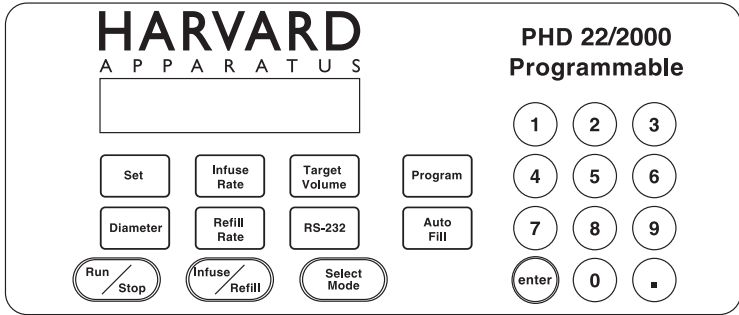 HARVARD
APPARATUS
PHD 22/2000
Programmable
Set
Infuse
Rate
Target
Volume
Program
Diameter
Refill
Rate
RS-232
Auto
Fill
Run/Stop
Infuse/Refill
Select
Mode
1 2 3
4 5 6
7 8 9
enter 0 .